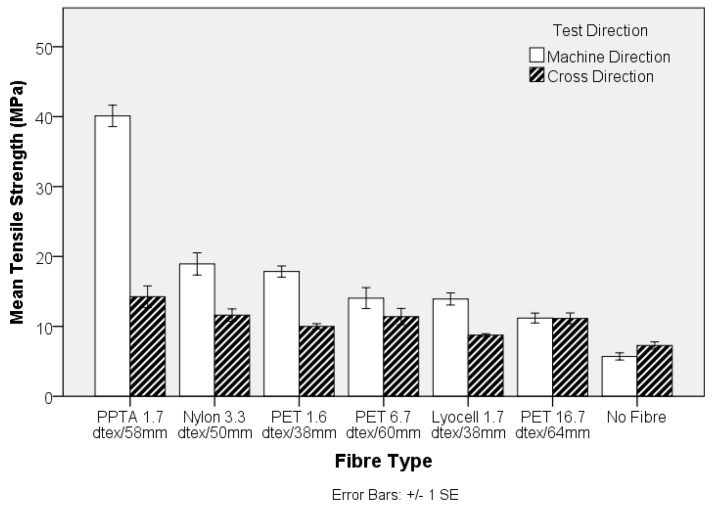 Test Direction
Machine Direction
Cross Direction
Mean Tensile Strength (MPa)
50
40
30
20
10
0
PPTA 1.7
dtex/58mm
Nylon 3.3
dtex/50mm
PET 1.6
dtex/38mm
PET 6.7
dtex/60mm
Lyocell 1.7
dtex/38mm
PET 16.7
dtex/64mm
No Fibre
Fibre Type
Error Bars: +/- 1 SE